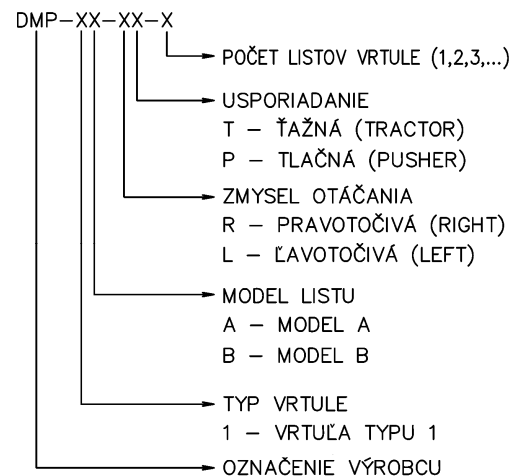 DMP-XX-XX-X
POČET LISTOV VRTULE (1,2,3,...)
USPORIADANIE
T – ŤAŽNÁ (TRACTOR)
P – TLAČNÁ (PUSHER)
ZMYSEL OTÁČANIA
R – PRAVOTOČIVÁ (RIGHT)
L – ĽAVOTOČIVÁ (LEFT)
MODEL LISTU
A – MODEL A
B – MODEL B
TYP VRTULE
1 – VRTUĽA TYPU 1
OZNAČENIE VÝROBCU